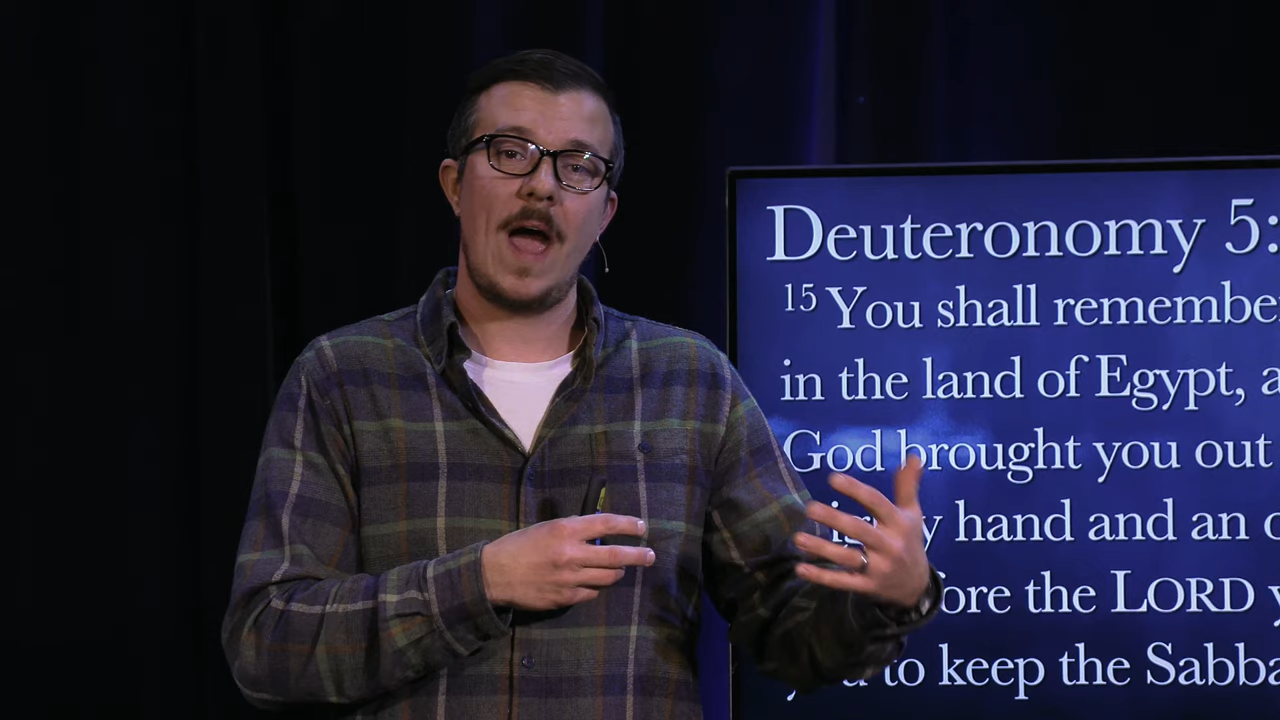 Deuteronomy 5:
15 You shall remember
in the land of Egypt, a
God brought you out
hand and an o
the LORD y
to keep the Sabba